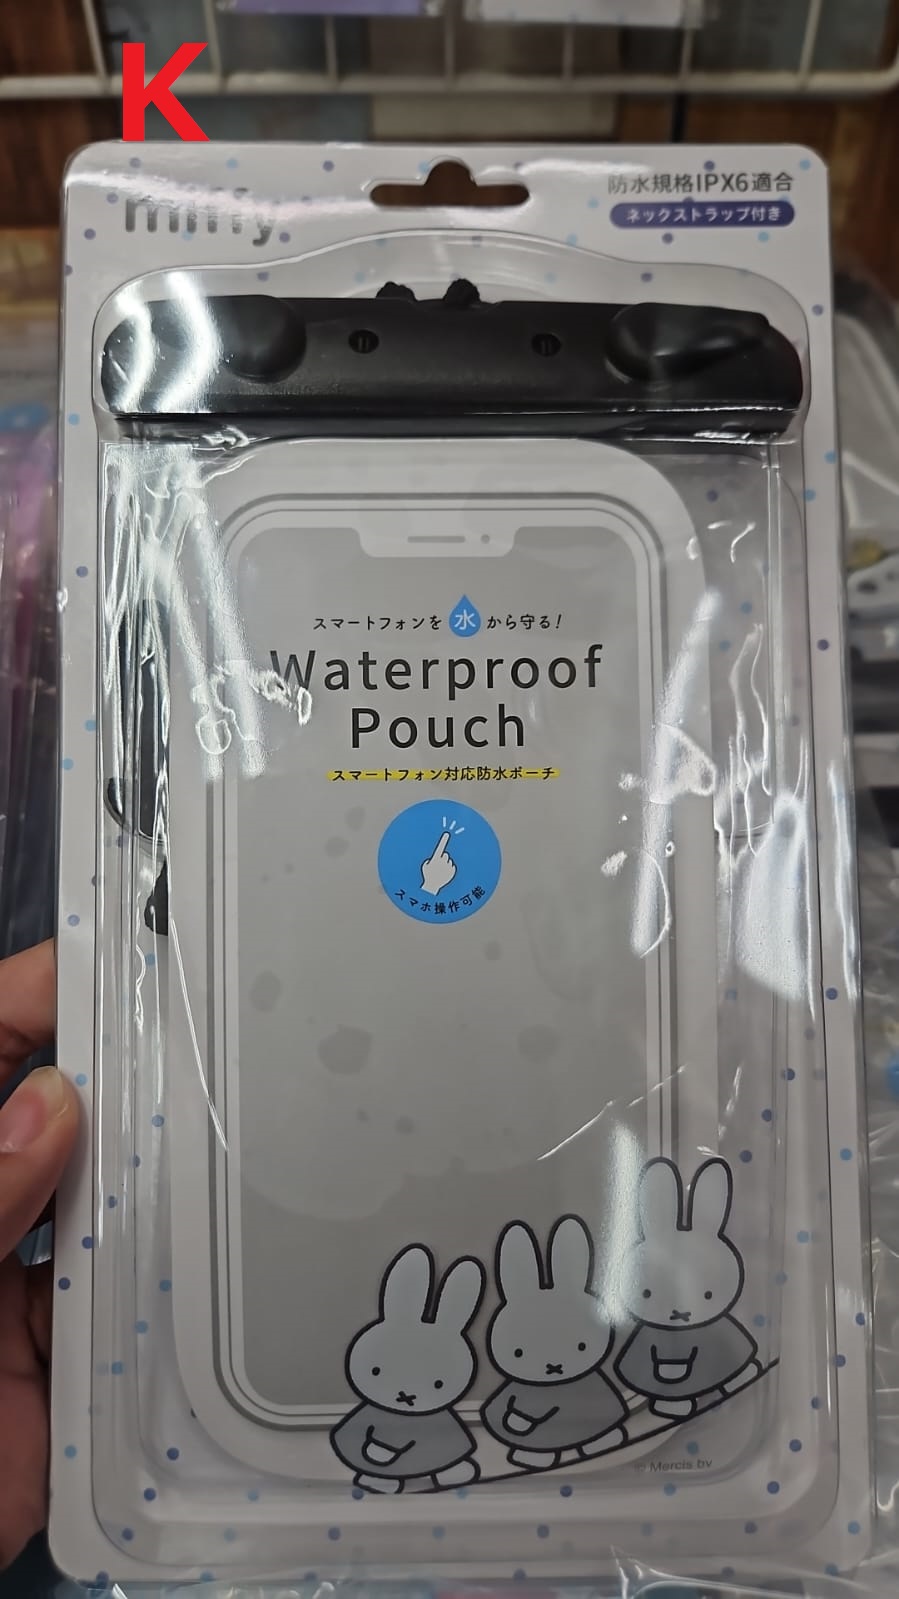 K
miffy
防水規格IPX6適合
ネックストラップ付き
スマートフォンを水から守る!
Waterproof
Pouch
スマートフォン対応防水ポーチ
スマホ操作可能
© Mercis bv